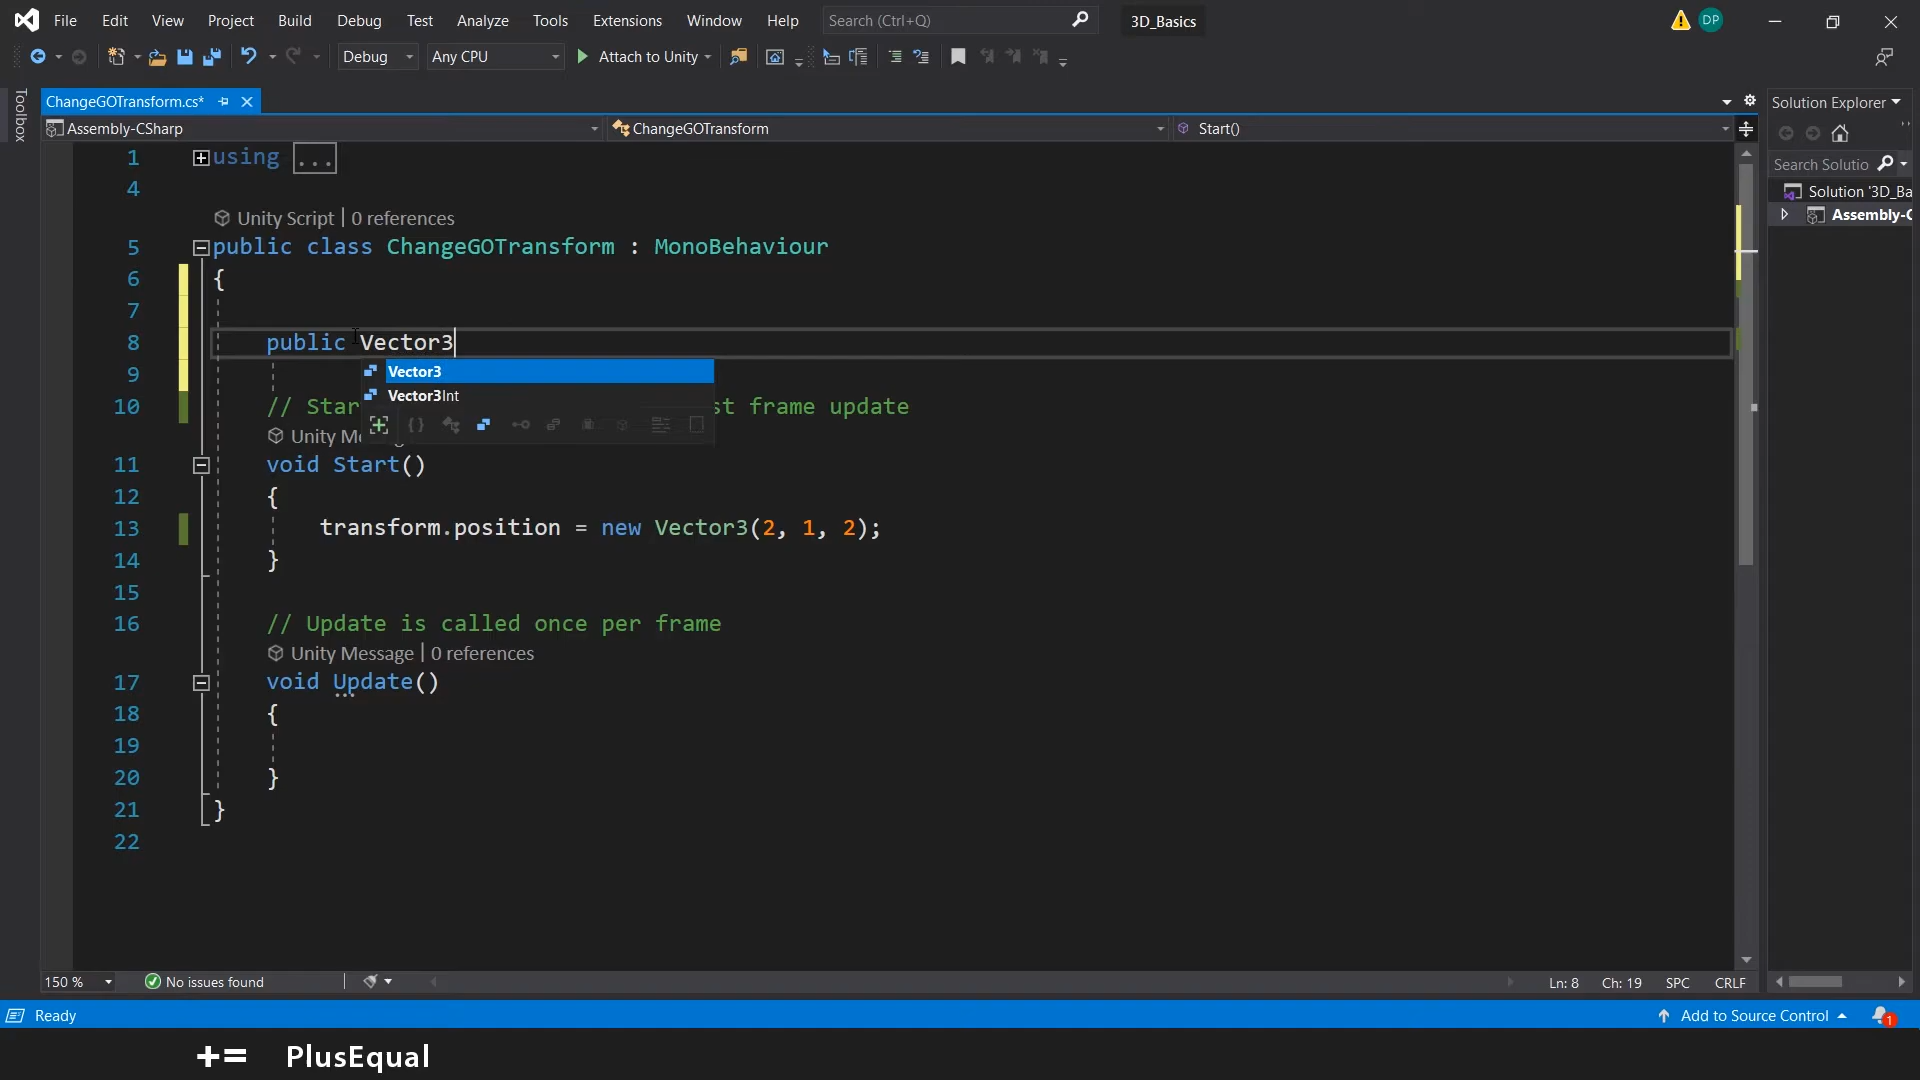 File Edit View Project Build Debug Test Analyze Tools Extensions Window Help Search (Ctrl+Q) 3D_Basics DP
Debug Any CPU Attach to Unity
Toolbox
ChangeGOTransform.cs*
Solution Explorer
Assembly-CSharp ChangeGOTransform Start()
Search Solutio
Solution '3D_Ba
Assembly-C
1 using ...
4
Unity Script | 0 references
5 public class ChangeGOTransform : MonoBehaviour
6 {
7
8 public Vector3
Vector3
9
Vector3Int
10 // Star st frame update
Unity Me
11 void Start()
12 {
13 transform.position = new Vector3(2, 1, 2);
14 }
15
16 // Update is called once per frame
Unity Message | 0 references
17 void Update()
18 {
19
20 }
21 }
22
150 % No issues found Ln: 8 Ch: 19 SPC CRLF
Ready Add to Source Control 1
+= PlusEqual